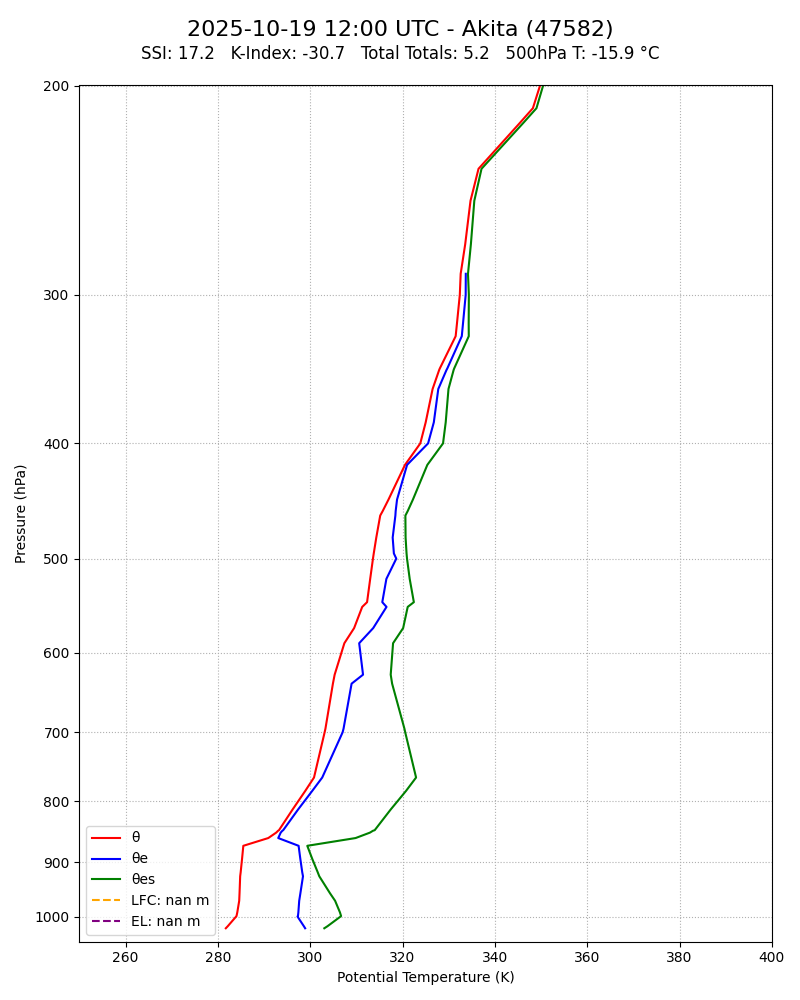 2025-10-19 12:00 UTC - Akita (47582)
SSI: 17.2   K-Index: -30.7   Total Totals: 5.2   500hPa T: -15.9 °C
200
300
400
500
600
700
800
900
1000
Pressure (hPa)
θ
θe
θes
LFC: nan m
EL: nan m
260 280 300 320 340 360 380 400
Potential Temperature (K)